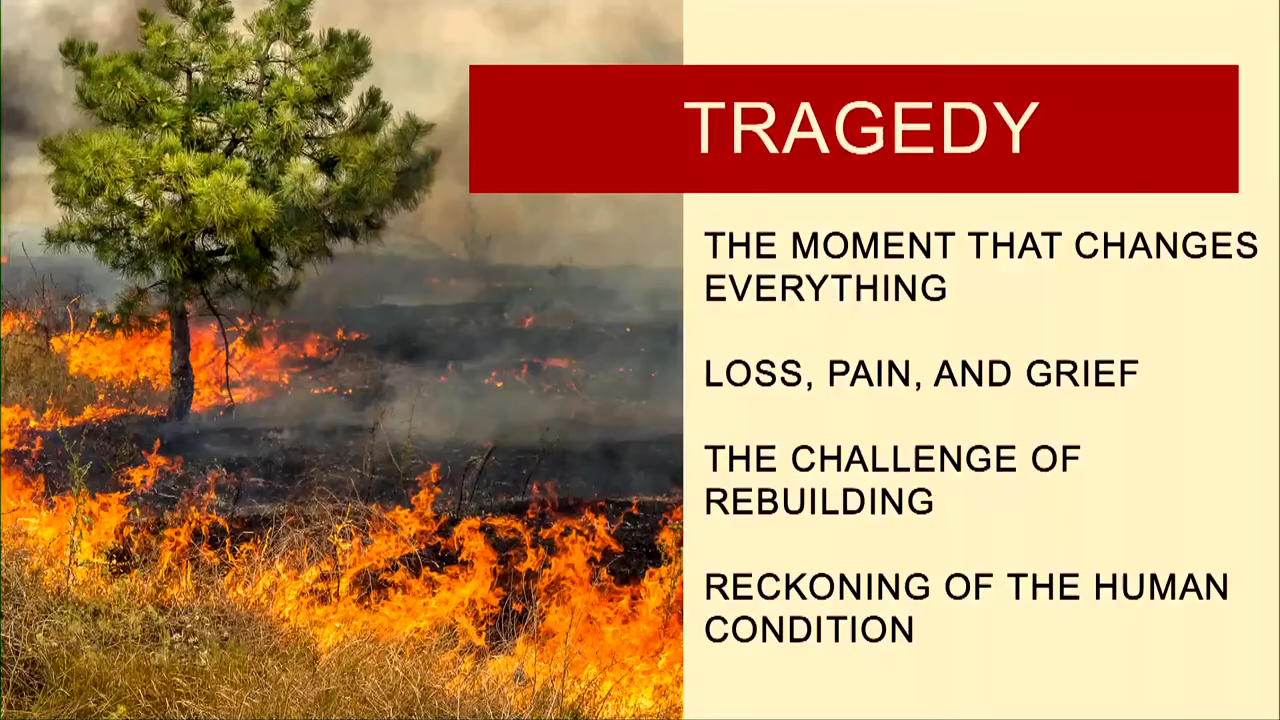 TRAGEDY
THE MOMENT THAT CHANGES
EVERYTHING
LOSS, PAIN, AND GRIEF
THE CHALLENGE OF
REBUILDING
RECKONING OF THE HUMAN
CONDITION